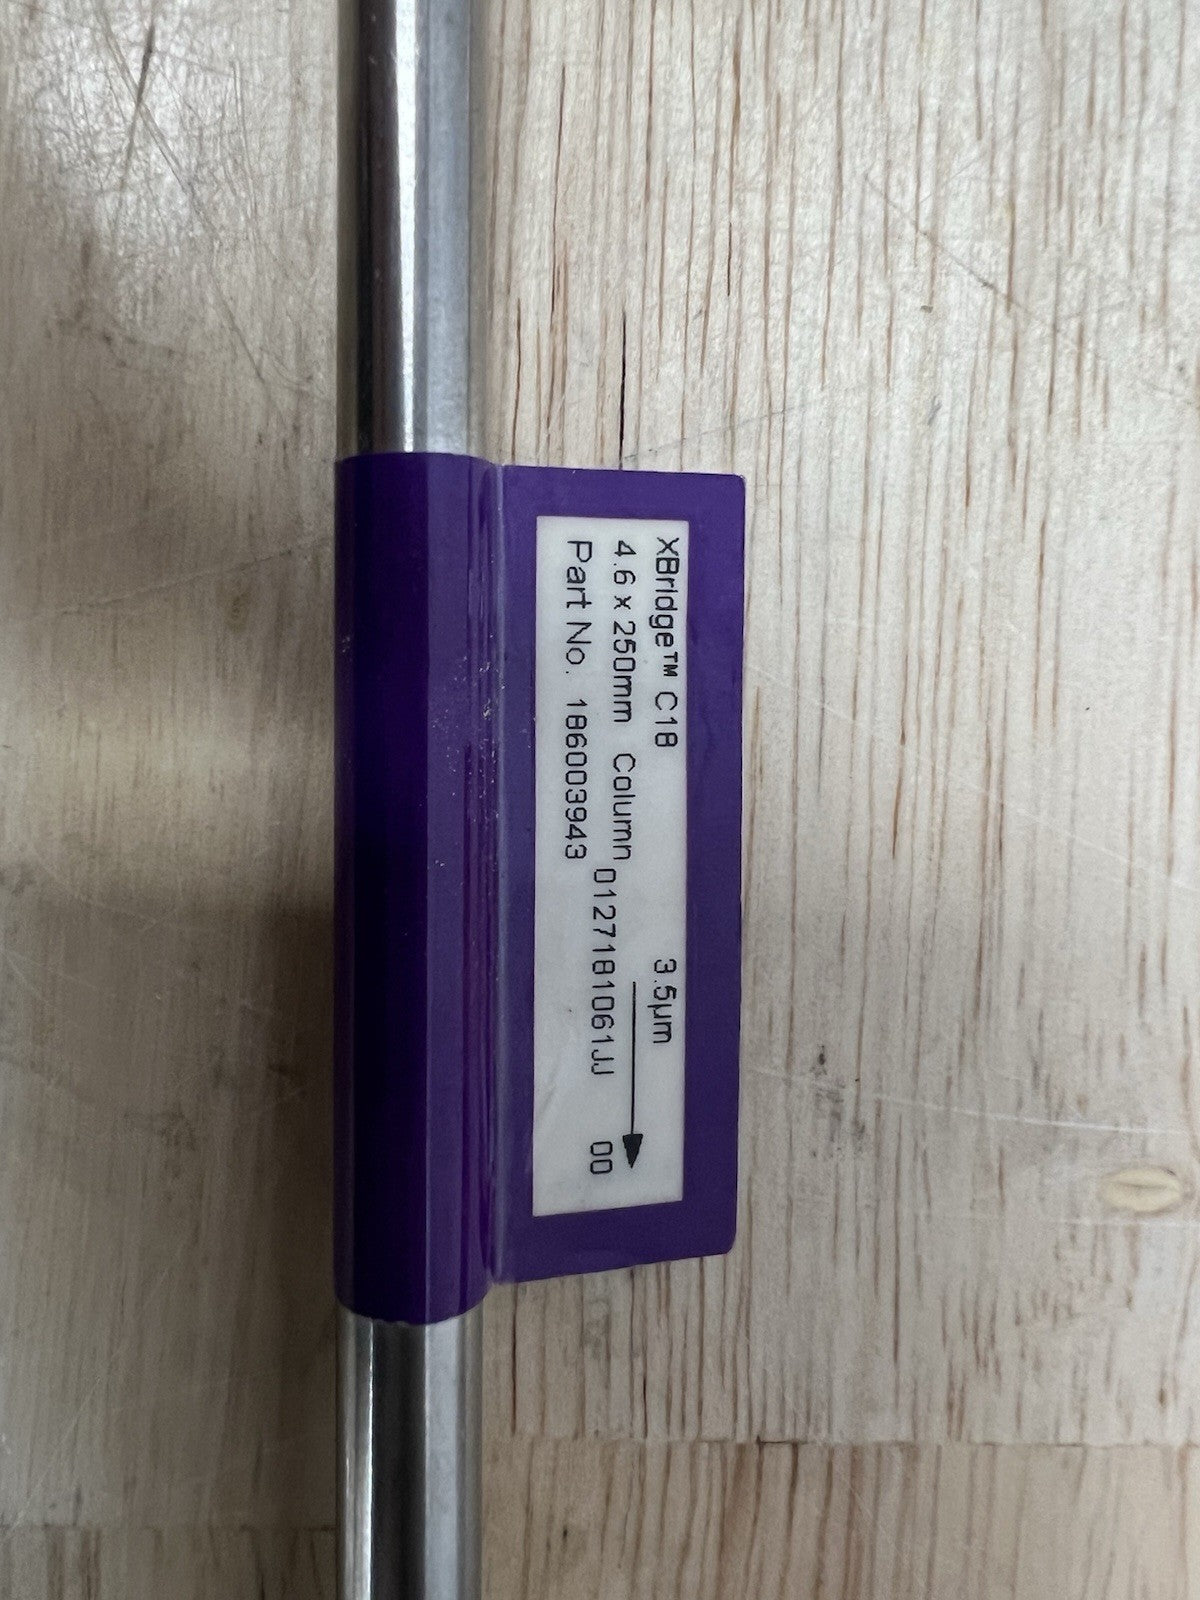 XBridge™ C18 3.5µm
4.6 x 250mm Column
Part No. 186003943
0127181061JJ 00